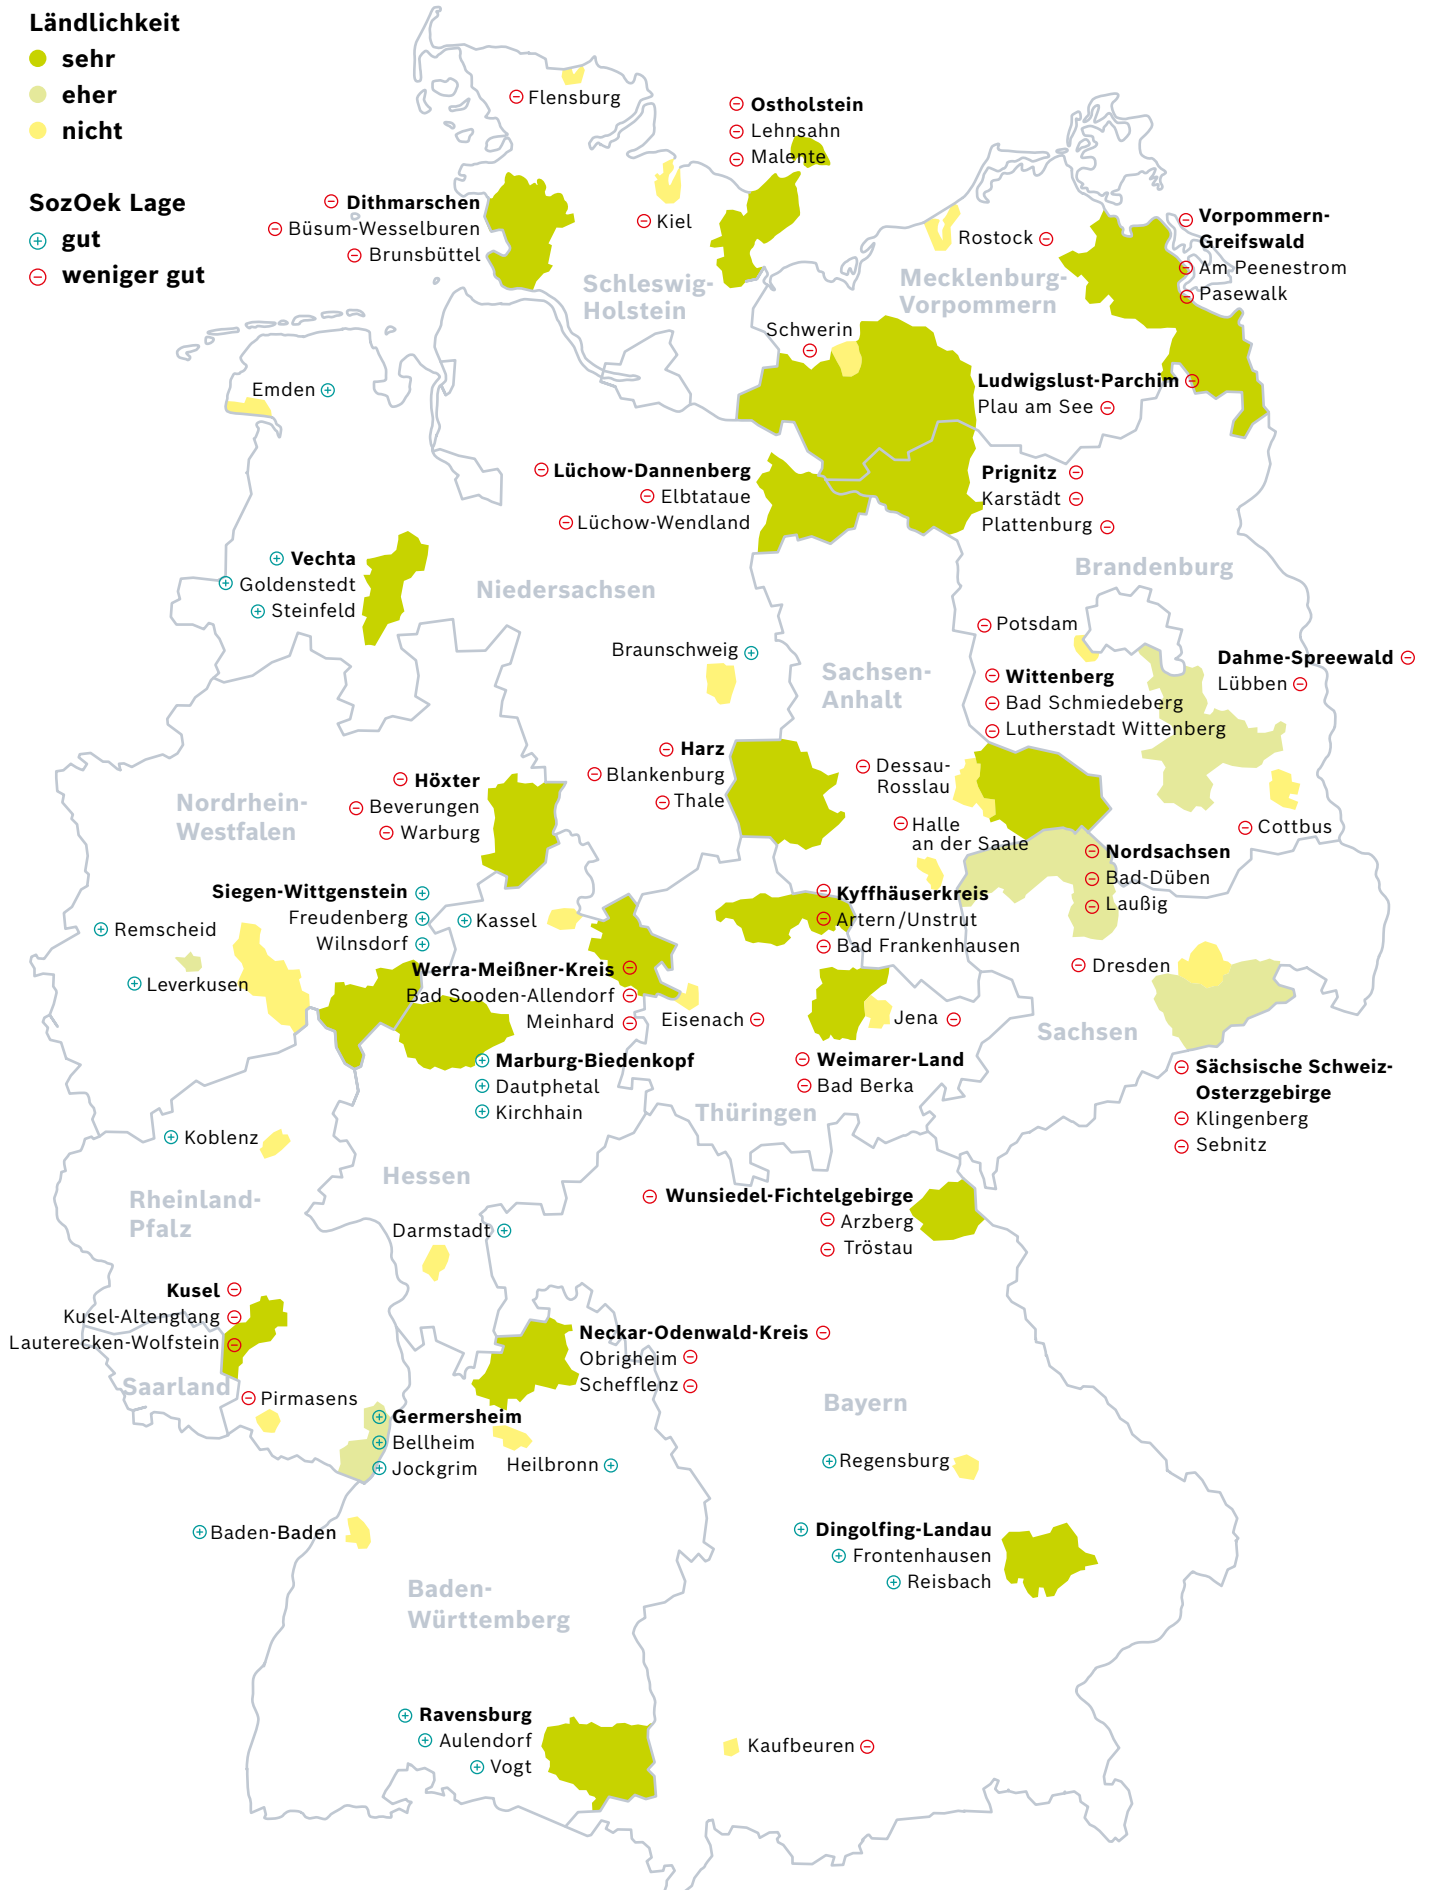 Ländlichkeit
sehr
eher
nicht
SozOek Lage
gut
weniger gut
Flensburg
Ostholstein
Lehnsahn
Malente
Dithmarschen
Büsum-Wesselburen
Brunsbüttel
Kiel
Schleswig-
Holstein
Rostock
Mecklenburg-
Vorpommern
Vorpommern-
Greifswald
Am Peenestrom
Pasewalk
Schwerin
Emden
Ludwigslust-Parchim
Plau am See
Lüchow-Dannenberg
Elbtataue
Lüchow-Wendland
Prignitz
Karstädt
Plattenburg
Vechta
Goldenstedt
Steinfeld
Niedersachsen
Brandenburg
Braunschweig
Sachsen-
Anhalt
Potsdam
Dahme-Spreewald
Lübben
Wittenberg
Bad Schmiedeberg
Lutherstadt Wittenberg
Harz
Blankenburg
Thale
Dessau-
Rosslau
Höxter
Beverungen
Warburg
Nordrhein-
Westfalen
Halle
an der Saale
Cottbus
Nordsachsen
Bad-Düben
Laußig
Siegen-Wittgenstein
Freudenberg
Wilnsdorf
Kassel
Kyffhäuserkreis
Artern/Unstrut
Bad Frankenhausen
Remscheid
Leverkusen
Werra-Meißner-Kreis
Bad Sooden-Allendorf
Meinhard
Eisenach
Jena
Dresden
Sachsen
Marburg-Biedenkopf
Dautphetal
Kirchhain
Weimarer-Land
Bad Berka
Sächsische Schweiz-
Osterzgebirge
Klingenberg
Sebnitz
Thüringen
Koblenz
Hessen
Rheinland-
Pfalz
Wunsiedel-Fichtelgebirge
Arzberg
Tröstau
Darmstadt
Kusel
Kusel-Altenglang
Lauterecken-Wolfstein
Neckar-Odenwald-Kreis
Obrigheim
Schefflenz
Saarland
Pirmasens
Bayern
Germersheim
Bellheim
Jockgrim
Heilbronn
Regensburg
Baden-Baden
Dingolfing-Landau
Frontenhausen
Reisbach
Baden-
Württemberg
Ravensburg
Aulendorf
Vogt
Kaufbeuren